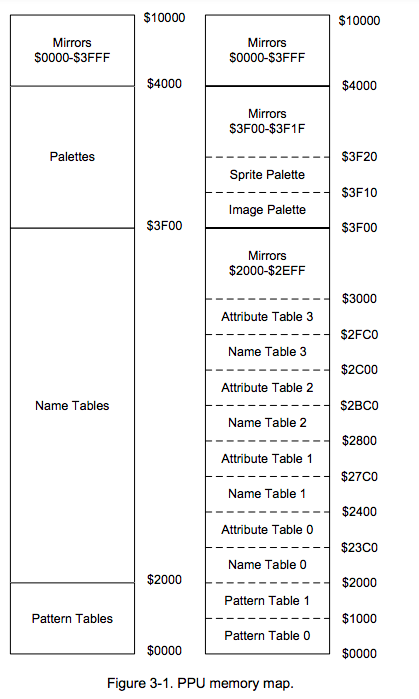 $10000
$10000
Mirrors
$0000-$3FFF
Mirrors
$0000-$3FFF
$4000
$4000
Mirrors
$3F00-$3F1F
Palettes
$3F20
Sprite Palette
$3F10
Image Palette
$3F00
$3F00
Mirrors
$2000-$2EFF
$3000
Attribute Table 3
$2FC0
Name Table 3
$2C00
Attribute Table 2
Name Tables
$2BC0
Name Table 2
$2800
Attribute Table 1
$27C0
Name Table 1
$2400
Attribute Table 0
$23C0
Name Table 0
$2000
$2000
Pattern Table 1
Pattern Tables
$1000
Pattern Table 0
$0000
$0000
Figure 3-1. PPU memory map.